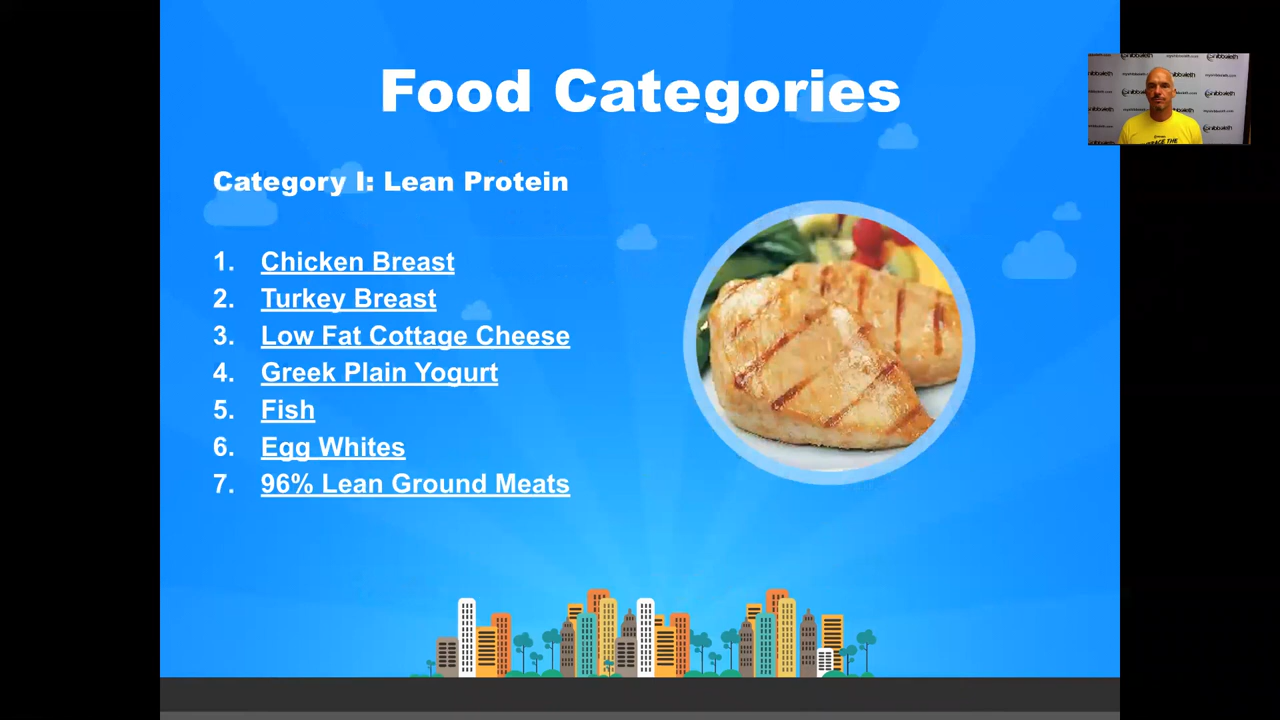 Food Categories
Category I: Lean Protein
1. Chicken Breast
2. Turkey Breast
3. Low Fat Cottage Cheese
4. Greek Plain Yogurt
5. Fish
6. Egg Whites
7. 96% Lean Ground Meats